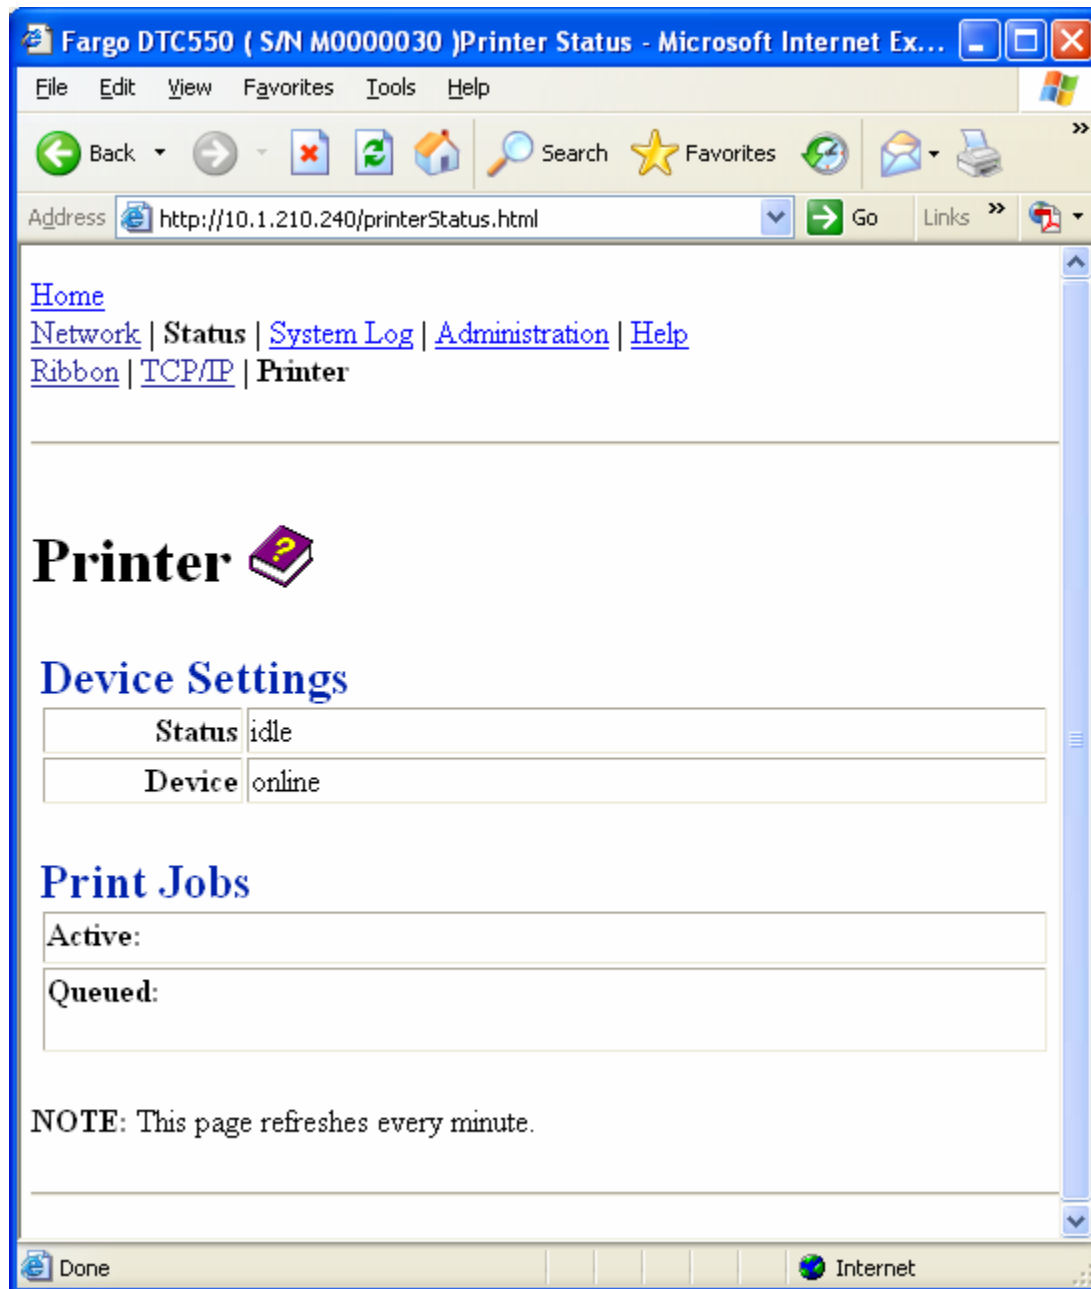 Fargo DTC550 ( S/N M0000030 )Printer Status - Microsoft Internet Ex...
File Edit View Favorites Tools Help
Back Search Favorites »
Address http://10.1.210.240/printerStatus.html Go Links »
Home
Network | Status | System Log | Administration | Help
Ribbon | TCP/IP | Printer
Printer ?
Device Settings
Status idle
Device online
Print Jobs
Active:
Queued:
NOTE: This page refreshes every minute.
Done Internet